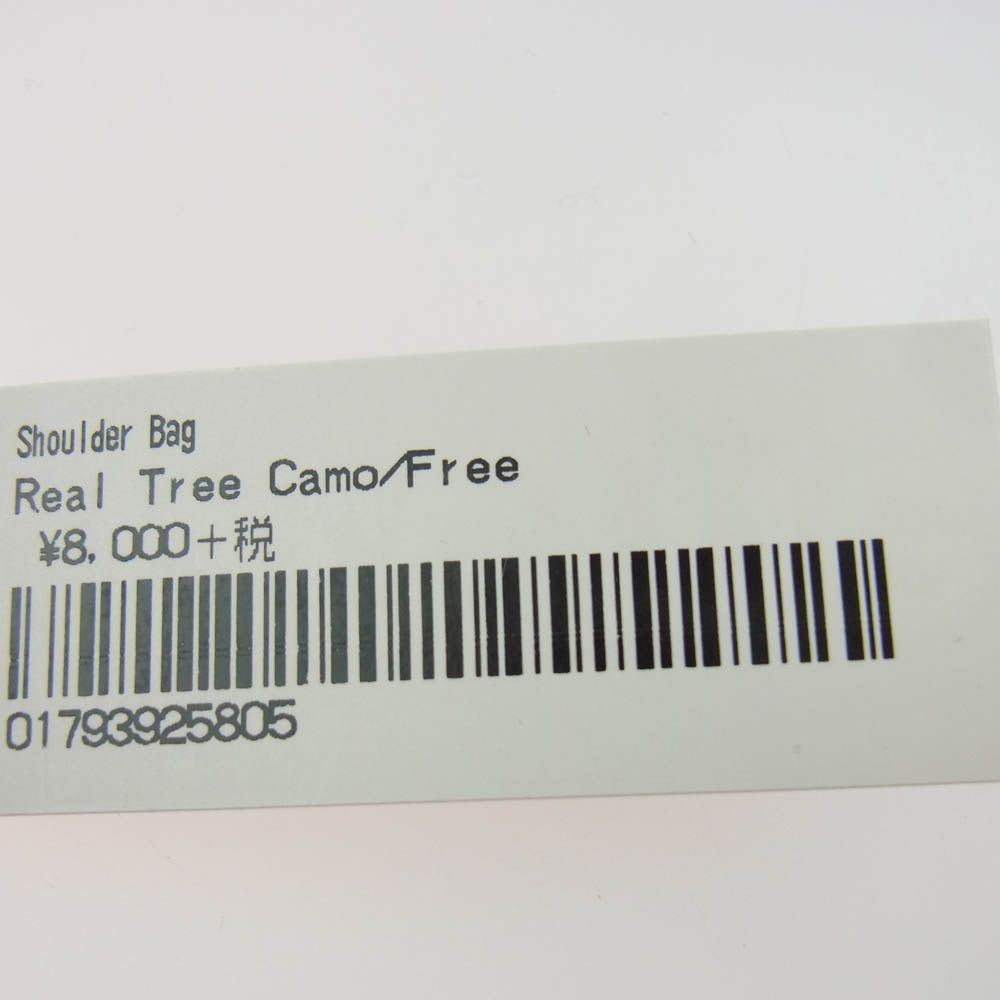 Shoulder Bag
Real Tree Camo/Free
¥8,000+税
01793925805